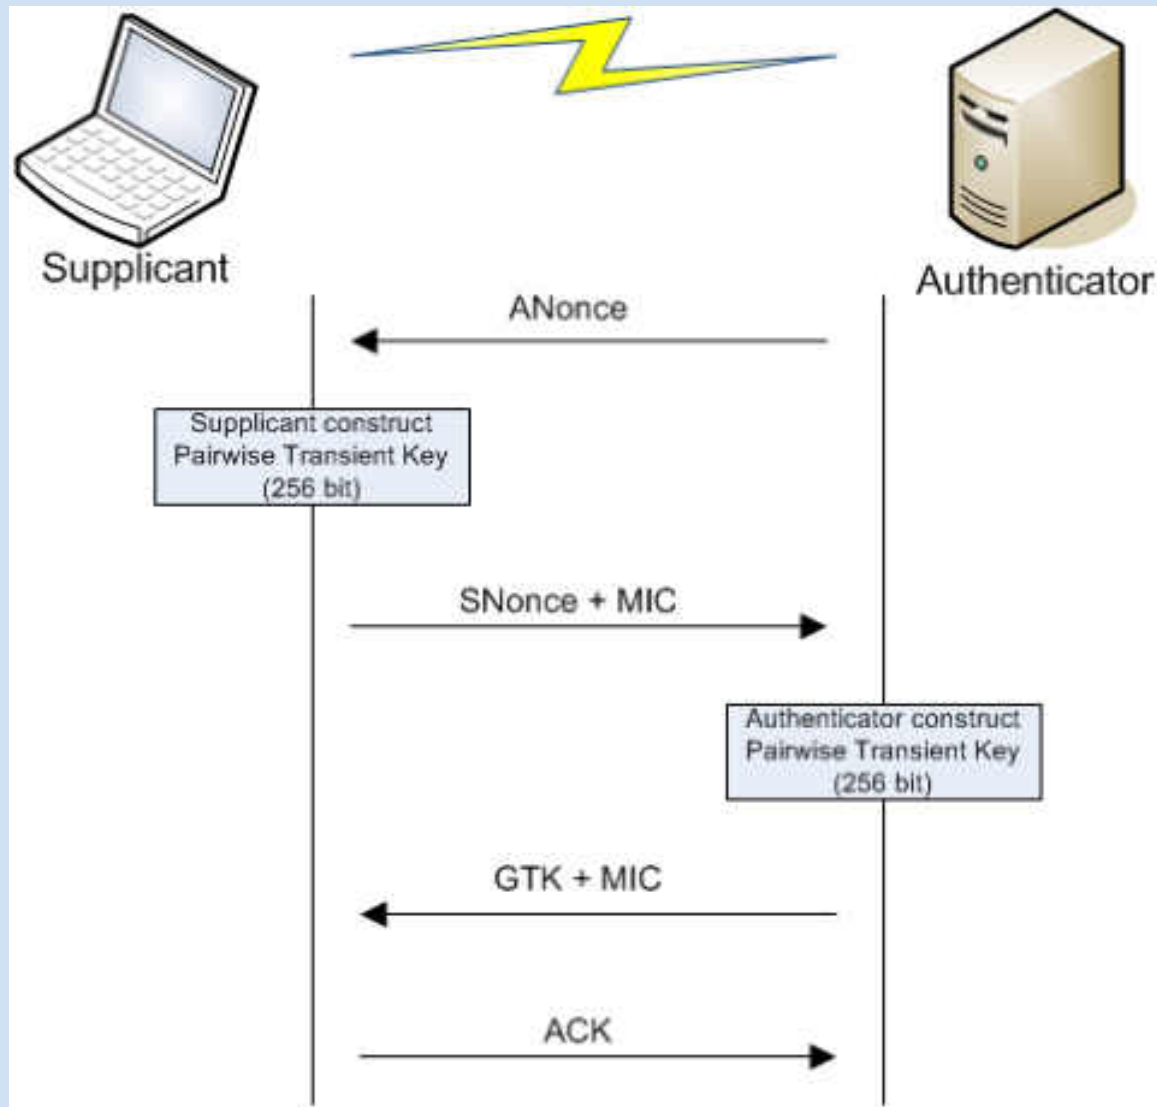 Supplicant
Authenticator
ANonce
Supplicant construct
Pairwise Transient Key
(256 bit)
SNonce + MIC
Authenticator construct
Pairwise Transient Key
(256 bit)
GTK + MIC
ACK